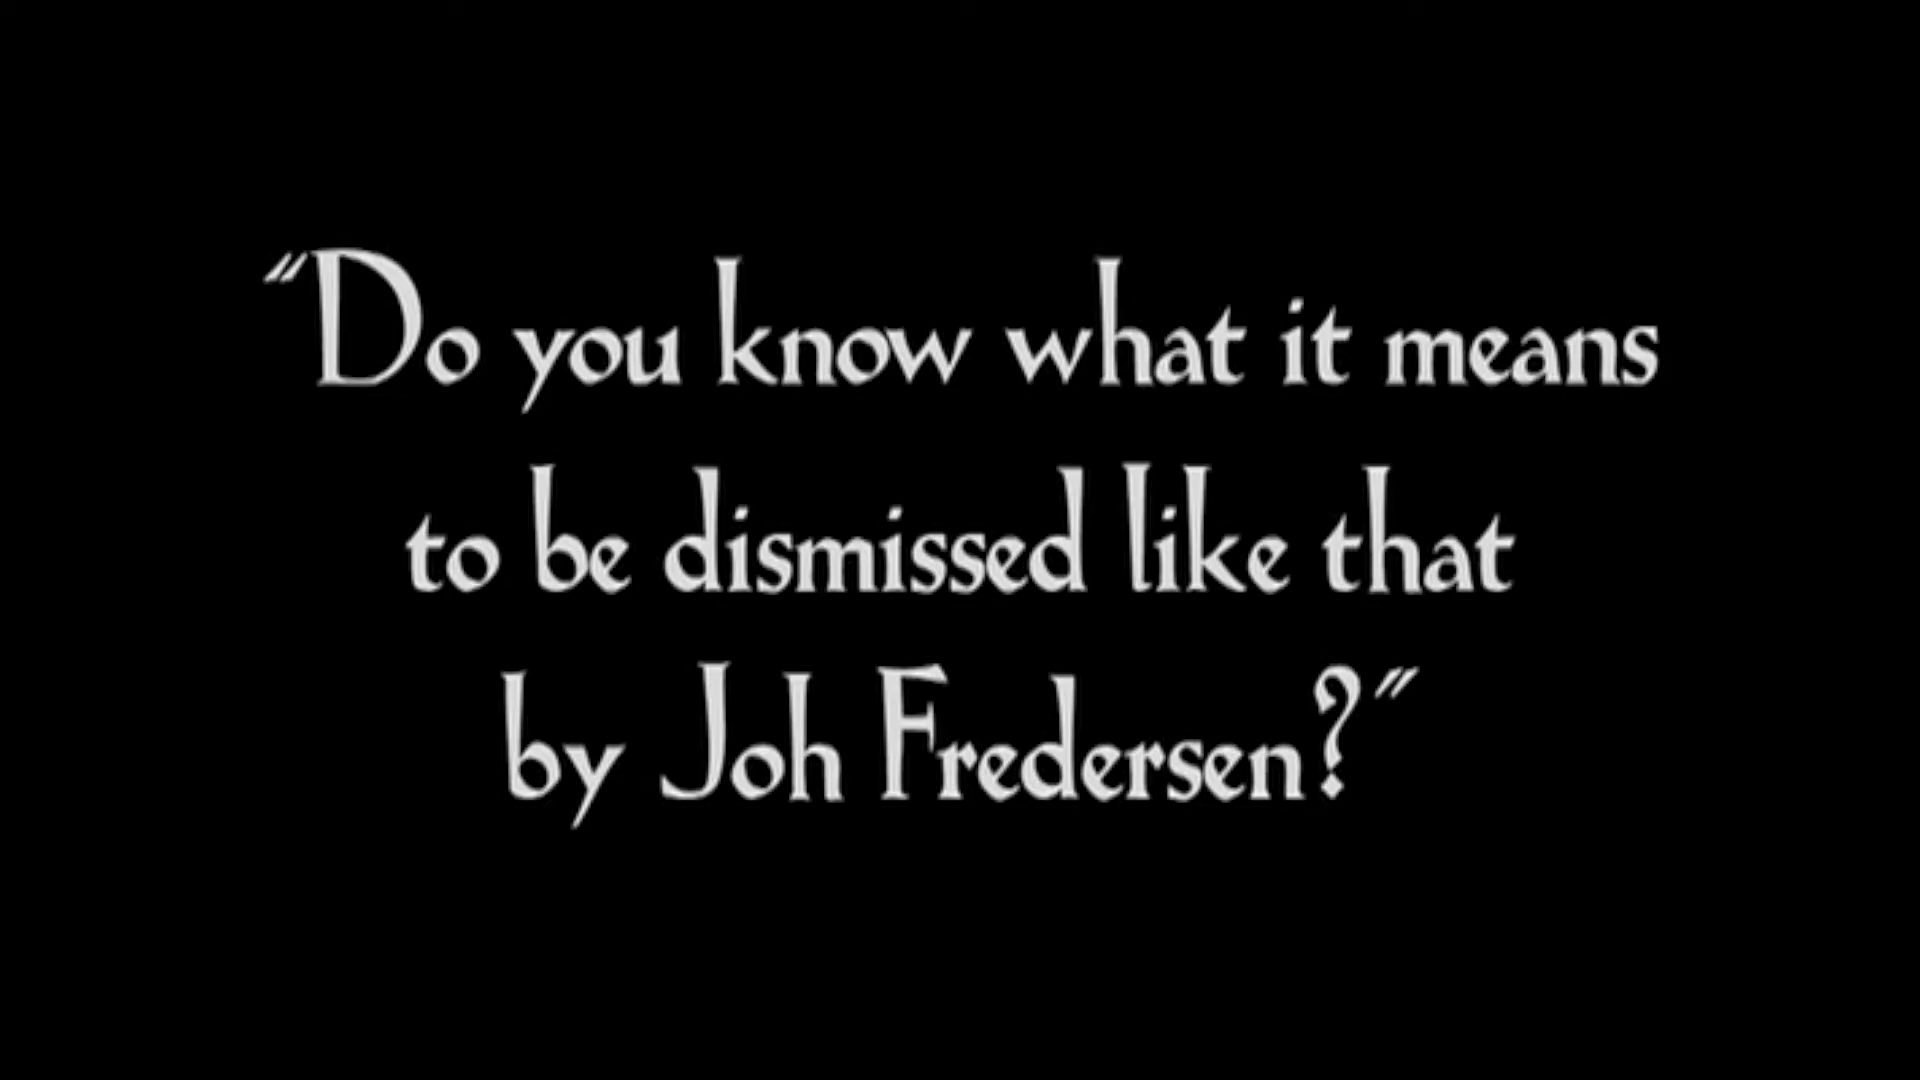 "Do you know what it means
to be dismissed like that
by Joh Fredersen?"